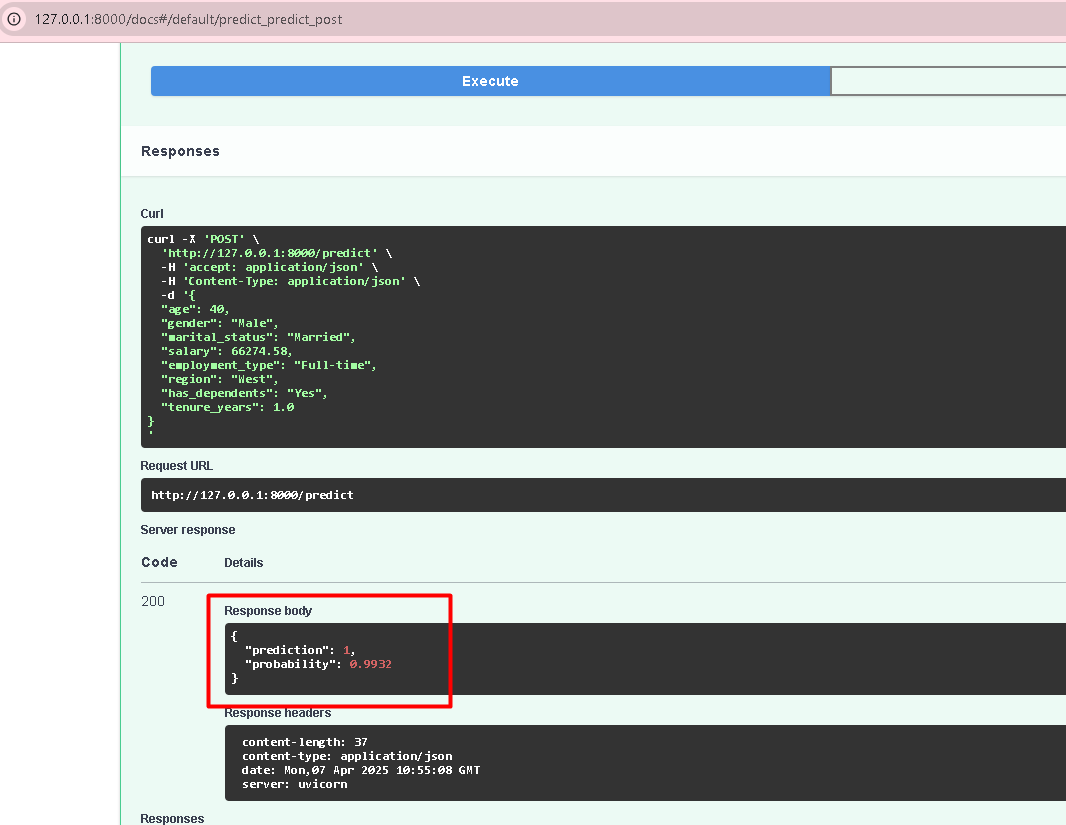 127.0.0.1:8000/docs#/default/predict_predict_post
Execute
Responses
Curl
curl -X 'POST' \
  'http://127.0.0.1:8000/predict' \
  -H 'accept: application/json' \
  -H 'Content-Type: application/json' \
  -d '{
  "age": 40,
  "gender": "Male",
  "marital_status": "Married",
  "salary": 66274.58,
  "employment_type": "Full-time",
  "region": "West",
  "has_dependents": "Yes",
  "tenure_years": 1.0
}
'
Request URL
http://127.0.0.1:8000/predict
Server response
Code Details
200
Response body
{
  "prediction": 1,
  "probability": 0.9932
}
Response headers
content-length: 37
content-type: application/json
date: Mon,07 Apr 2025 10:55:08 GMT
server: uvicorn
Responses